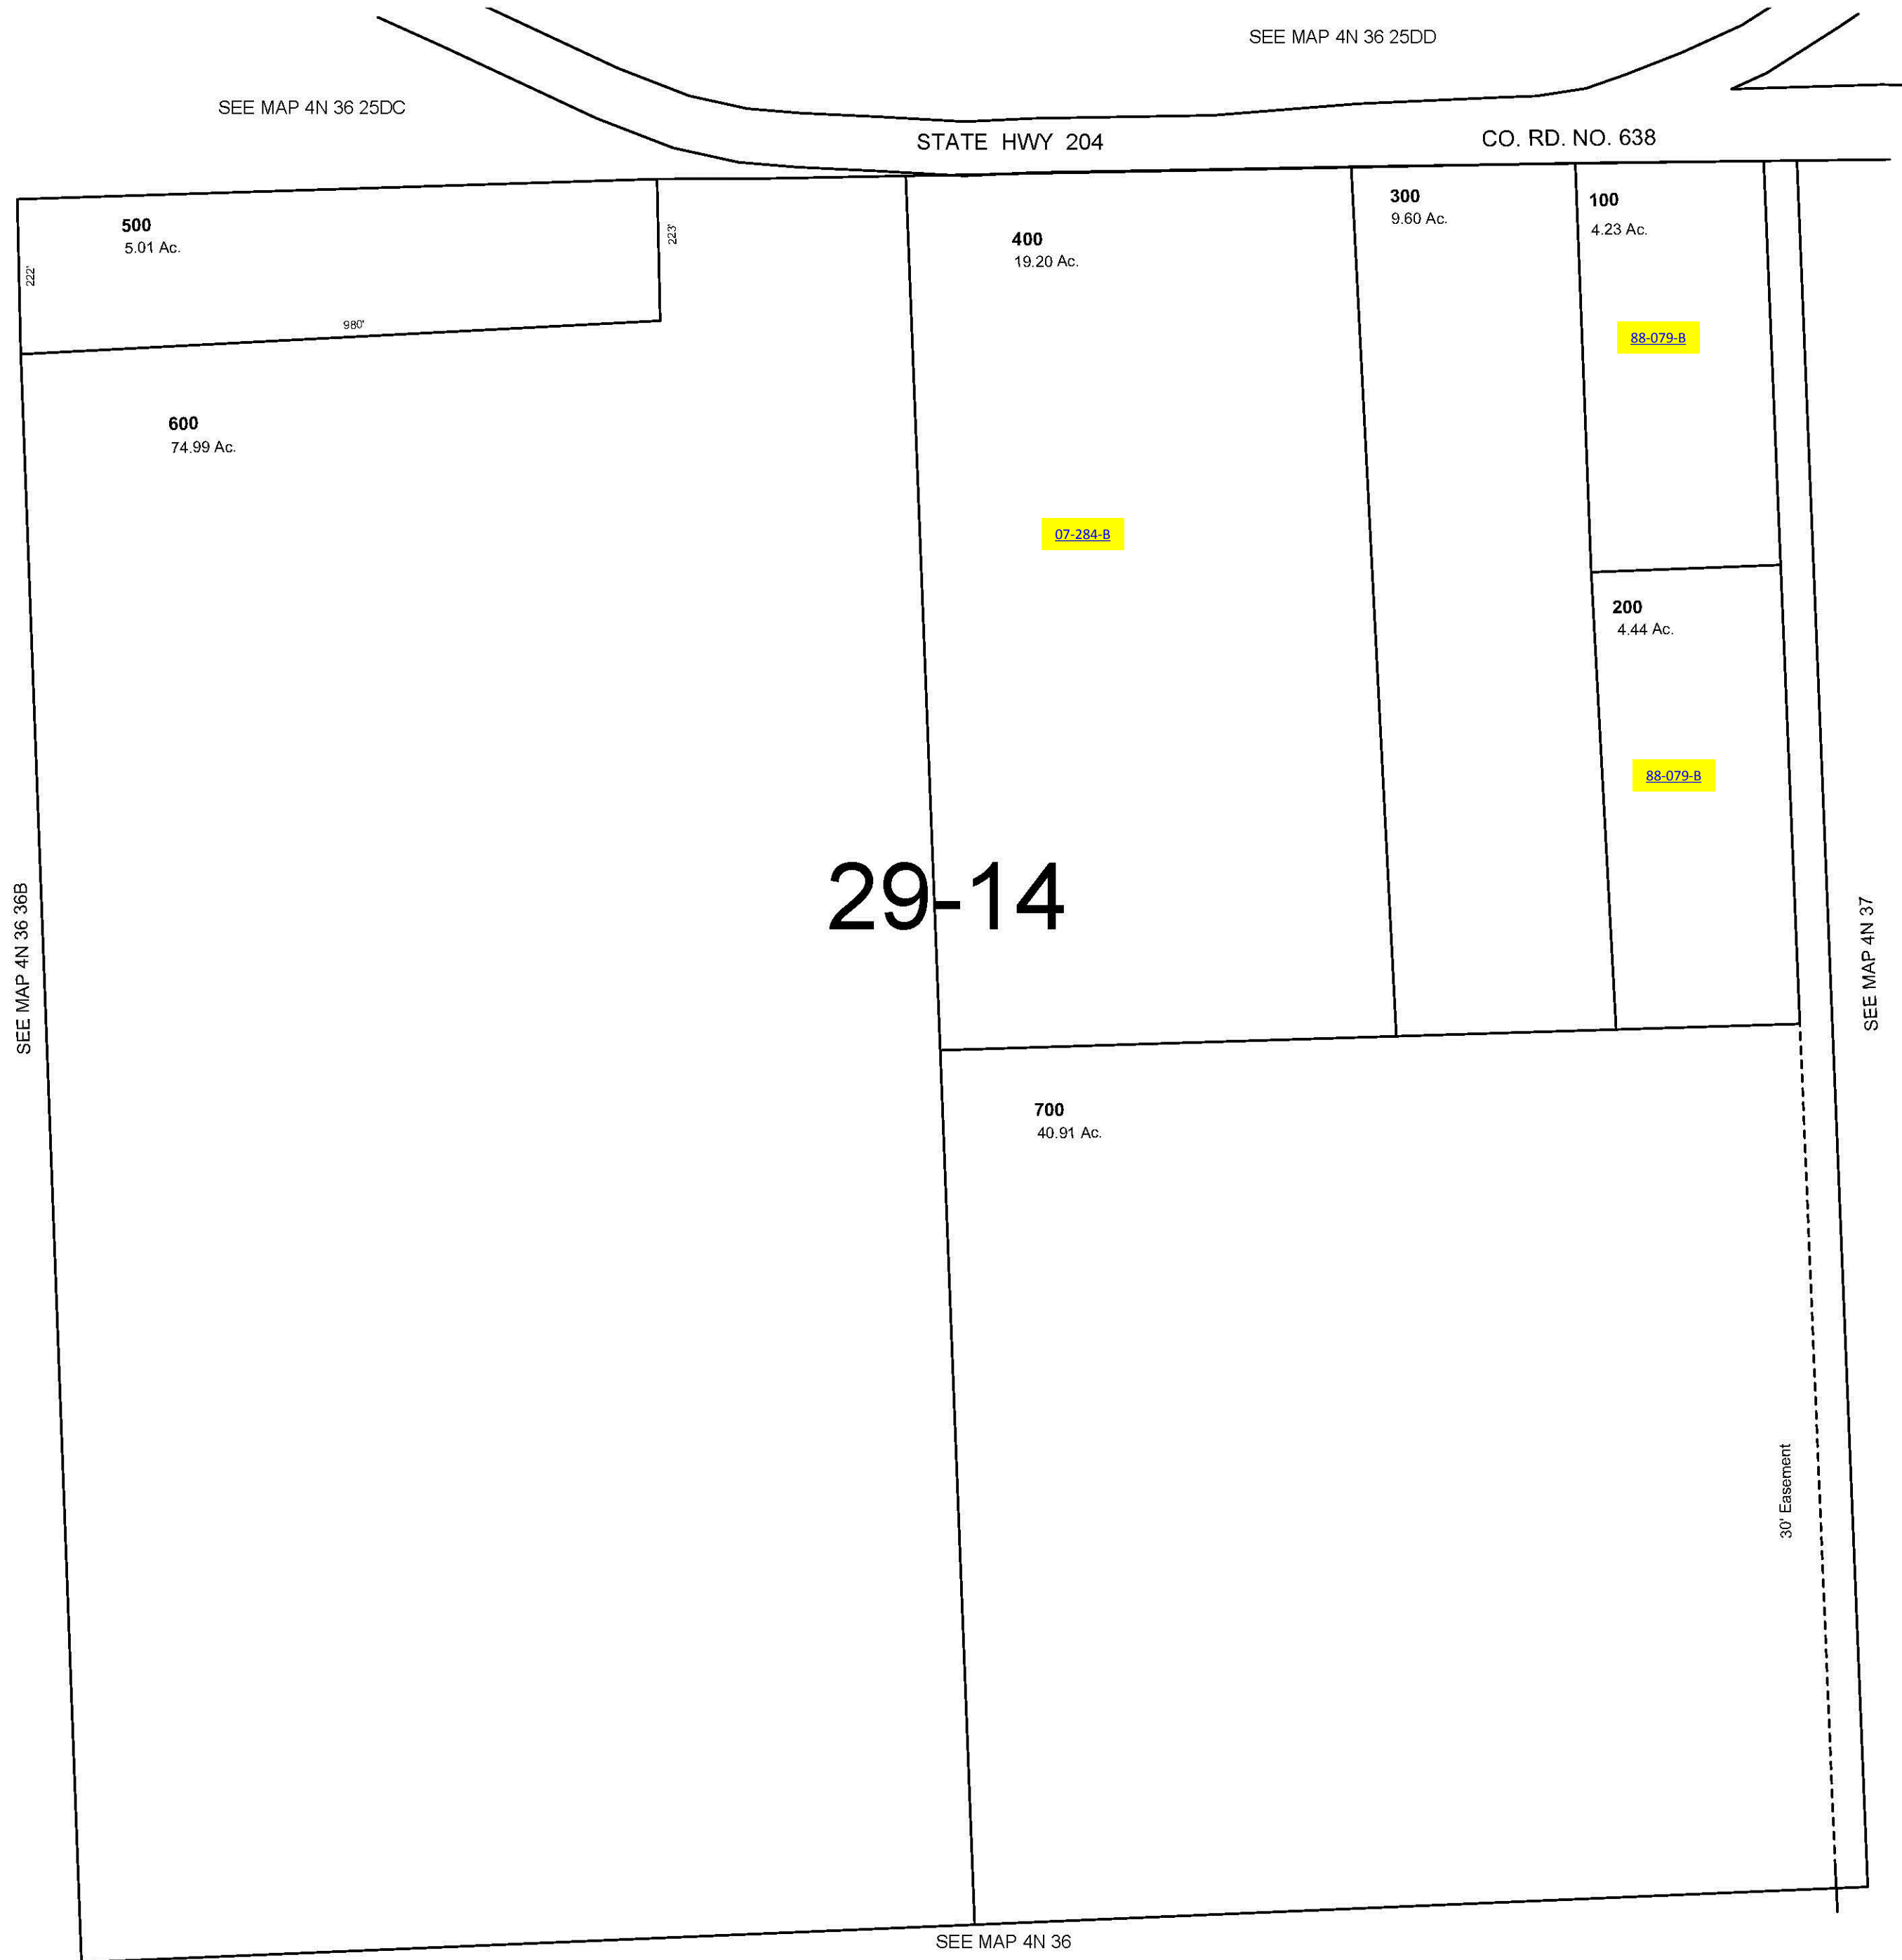 SEE MAP 4N 36 25DD
SEE MAP 4N 36 25DC
STATE HWY 204
CO. RD. NO. 638
500
5.01 Ac.
222'
223'
980'
400
19.20 Ac.
300
9.60 Ac.
100
4.23 Ac.
88-079-B
600
74.99 Ac.
07-284-B
200
4.44 Ac.
88-079-B
29-14
SEE MAP 4N 36 36B
SEE MAP 4N 37
700
40.91 Ac.
30' Easement
SEE MAP 4N 36